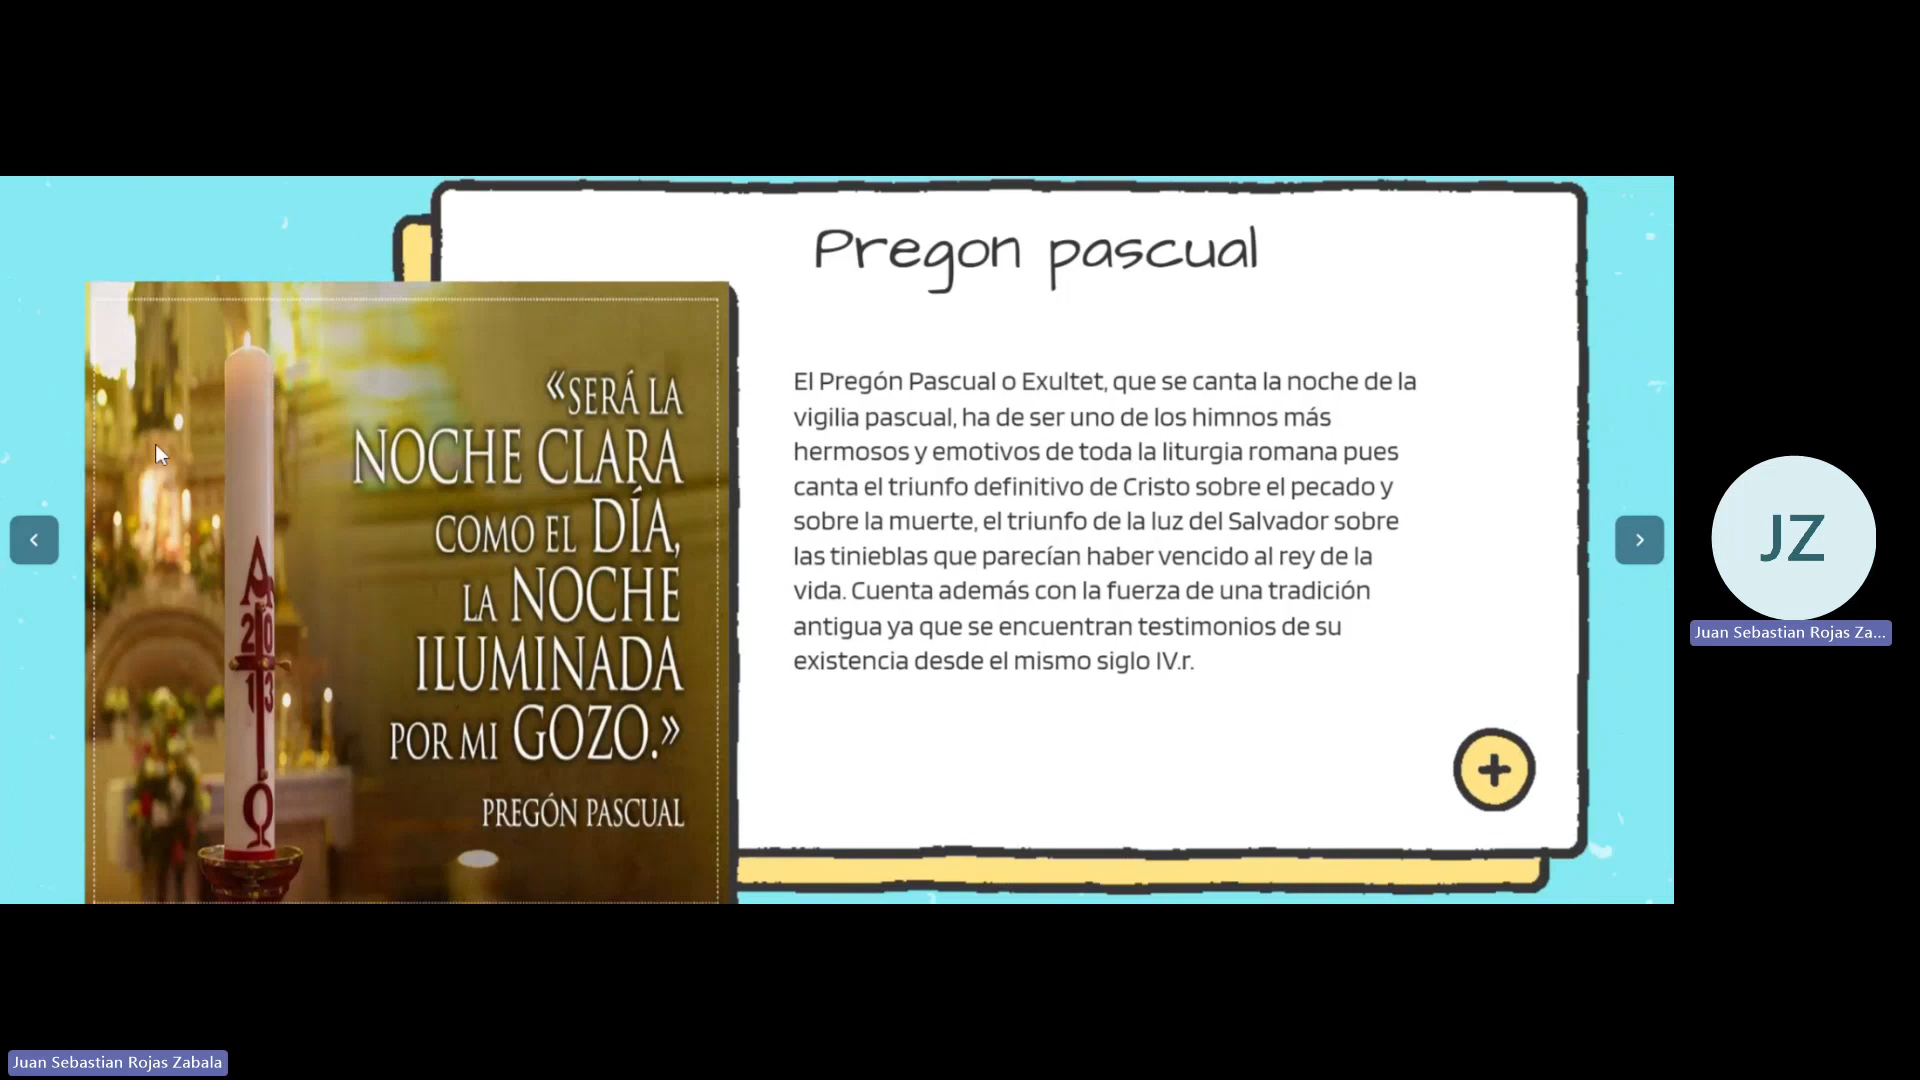 Pregon pascual
«SERÁ LA
NOCHE CLARA
COMO EL DÍA,
LA NOCHE
ILUMINADA
POR MI GOZO.»
PREGÓN PASCUAL
A
20
13
Ω
El Pregón Pascual o Exultet, que se canta la noche de la
vigilia pascual, ha de ser uno de los himnos más
hermosos y emotivos de toda la liturgia romana pues
canta el triunfo definitivo de Cristo sobre el pecado y
sobre la muerte, el triunfo de la luz del Salvador sobre
las tinieblas que parecían haber vencido al rey de la
vida. Cuenta además con la fuerza de una tradición
antigua ya que se encuentran testimonios de su
existencia desde el mismo siglo IV.r.
JZ
Juan Sebastian Rojas Za...
Juan Sebastian Rojas Zabala